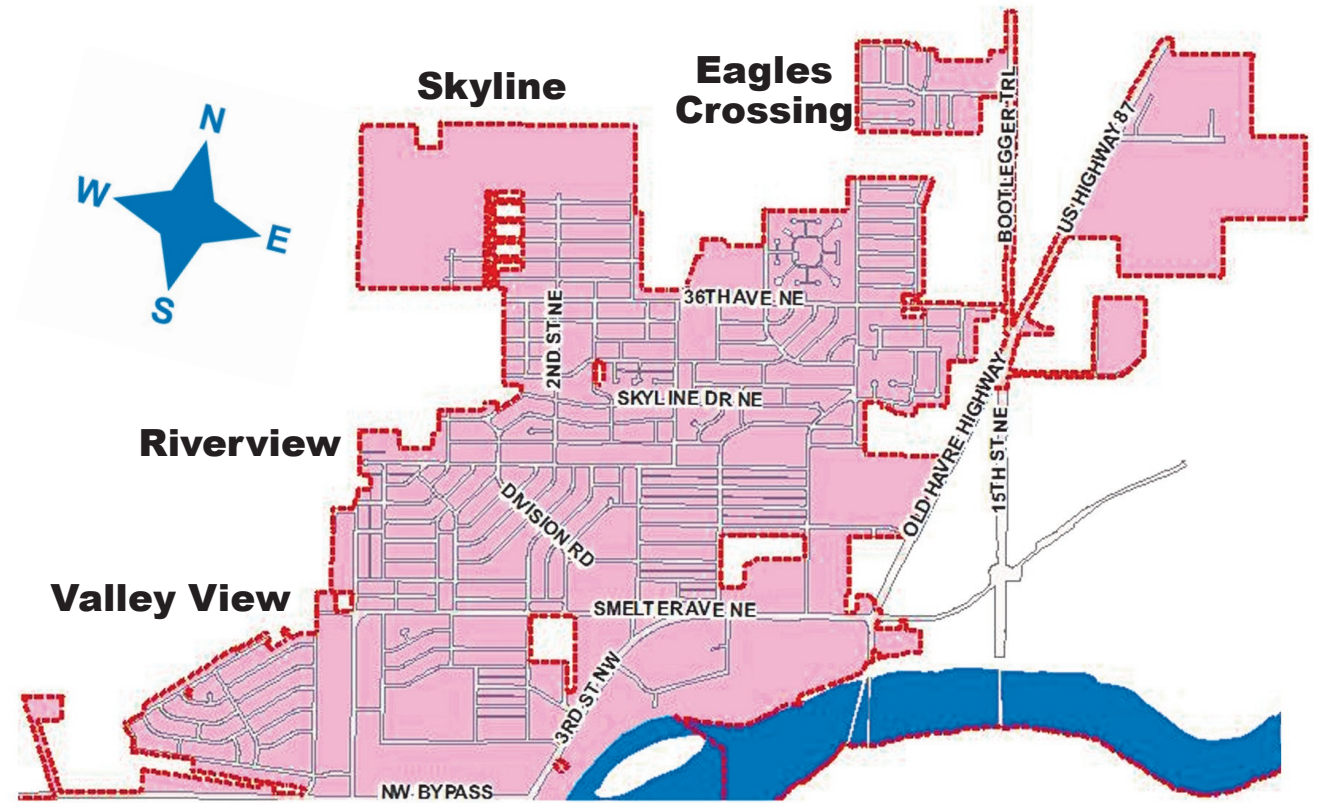 Skyline
Eagles
Crossing
N
W
E
S
BOOTLEGGER TRL
US HIGHWAY 87
36TH AVE NE
2ND ST NE
SKYLINE DR NE
Riverview
OLD HAVRE HIGHWAY
15TH ST NE
DIVISION RD
Valley View
SMELTER AVE NE
3RD ST NW
NW BYPASS